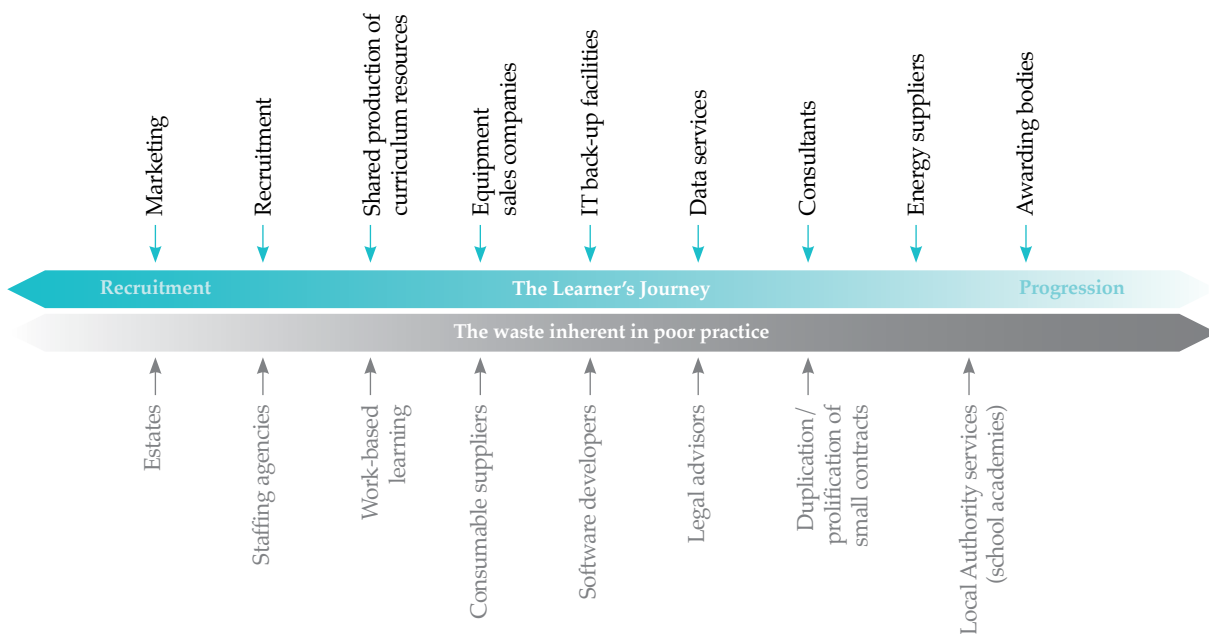 Marketing
Recruitment
Shared production of
curriculum resources
Equipment
sales companies
IT back-up facilities
Data services
Consultants
Energy suppliers
Awarding bodies
Recruitment
The Learner's Journey
Progression
The waste inherent in poor practice
Estates
Staffing agencies
Work-based
learning
Consumable suppliers
Software developers
Legal advisors
Duplication/
prolification of
small contracts
Local Authority services
(school academies)